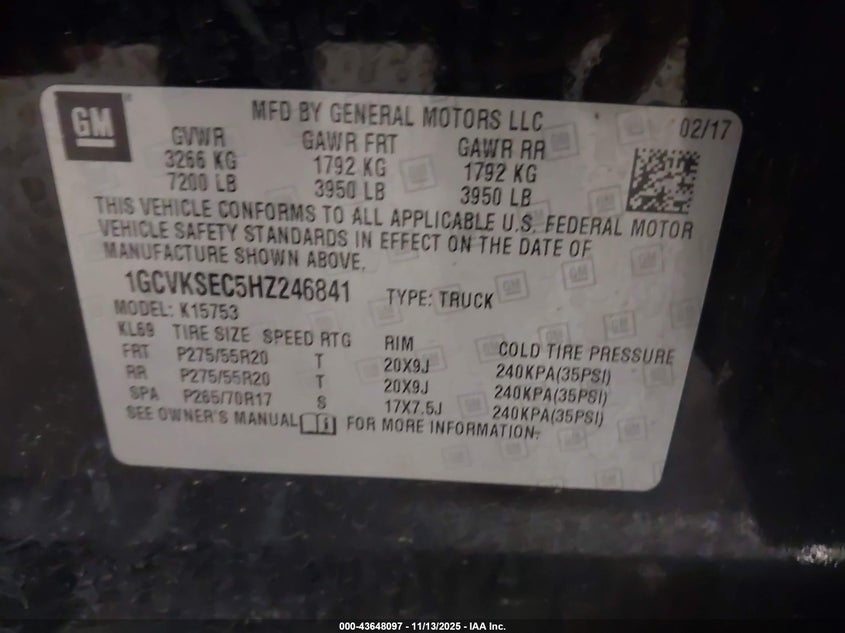 GM
MFD BY GENERAL MOTORS LLC
02/17
GVWR GAWR FRT GAWR RR
3266 KG 1792 KG 1792 KG
7200 LB 3950 LB 3950 LB
THIS VEHICLE CONFORMS TO ALL APPLICABLE U.S. FEDERAL MOTOR
VEHICLE SAFETY STANDARDS IN EFFECT ON THE DATE OF
MANUFACTURE SHOWN ABOVE.
1GCVKSEC5HZ246841 TYPE: TRUCK
MODEL: K15753
KL69 TIRE SIZE SPEED RTG RIM COLD TIRE PRESSURE
FRT P275/55R20 T 20X9J 240KPA(35PSI)
RR P275/55R20 T 20X9J 240KPA(35PSI)
SPA P265/70R17 S 17X7.5J 240KPA(35PSI)
SEE OWNER'S MANUAL FOR MORE INFORMATION.
000-43648097 - 11/13/2025 - IAA Inc.